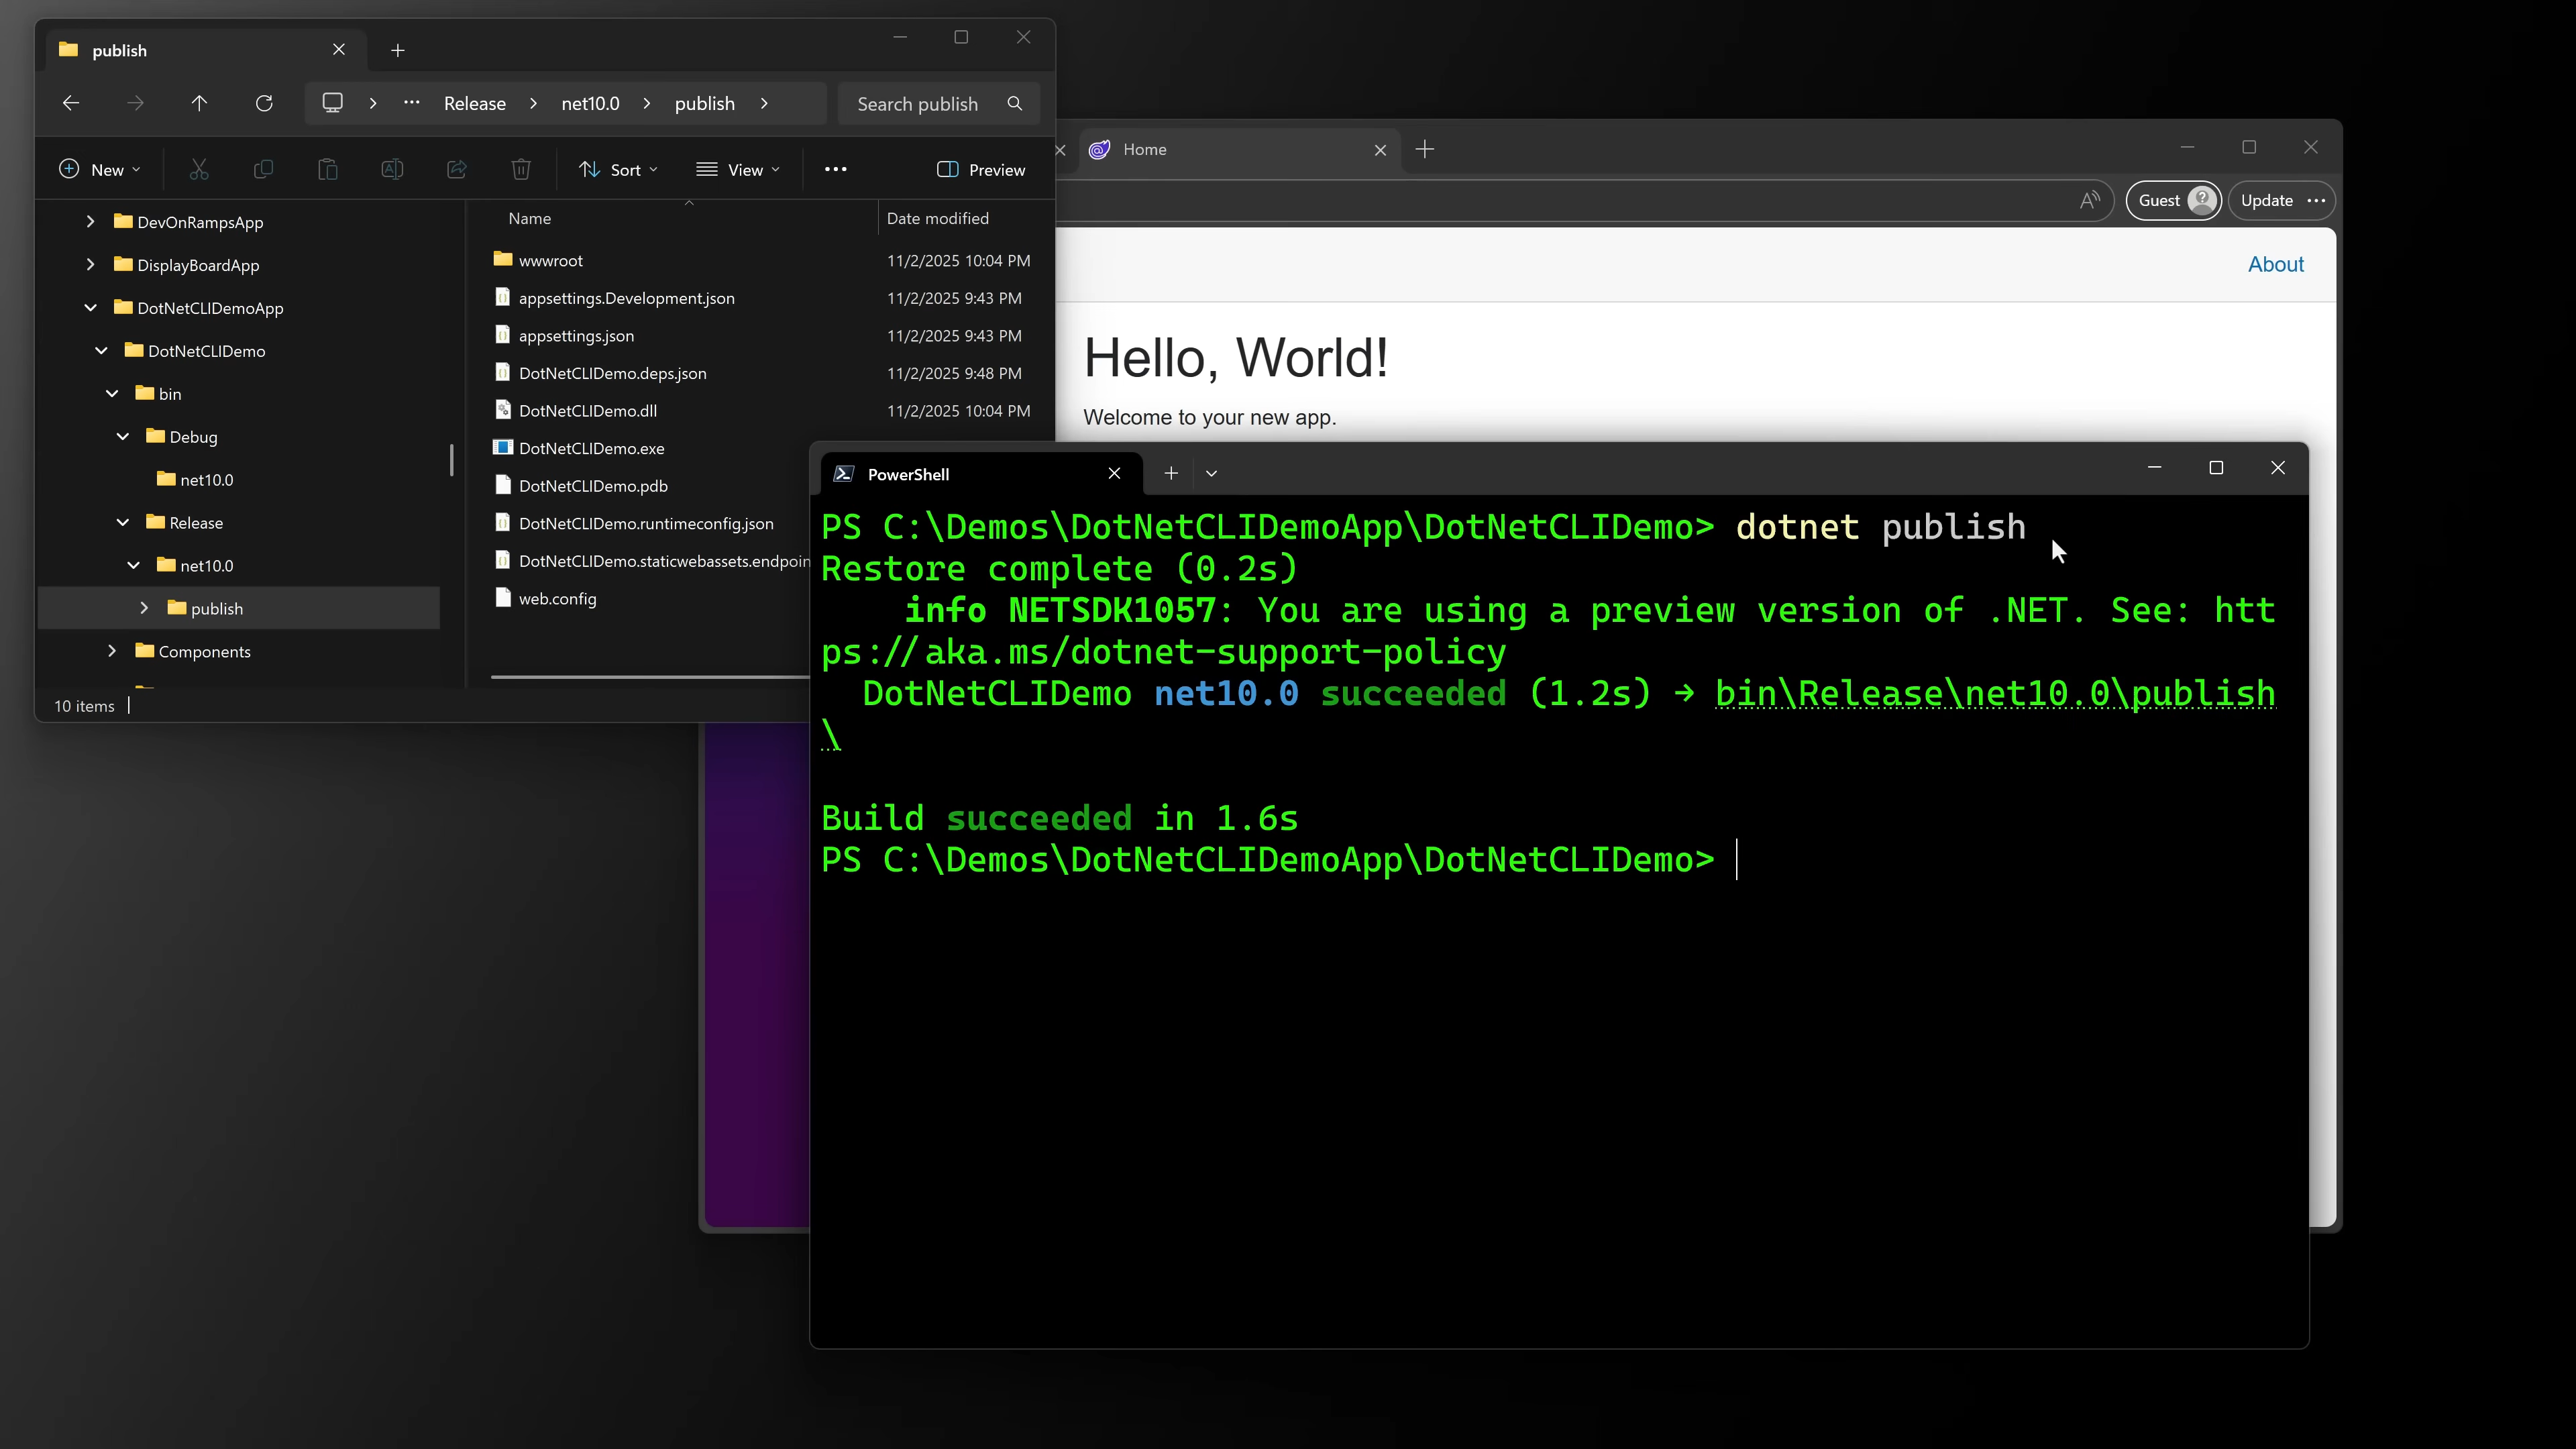 publish
Release > net10.0 > publish >
Search publish
New
Sort
View
Preview
DevOnRampsApp
DisplayBoardApp
DotNetCLIDemoApp
DotNetCLIDemo
bin
Debug
net10.0
Release
net10.0
publish
Components
Name Date modified
wwwroot 11/2/2025 10:04 PM
appsettings.Development.json 11/2/2025 9:43 PM
appsettings.json 11/2/2025 9:43 PM
DotNetCLIDemo.deps.json 11/2/2025 9:48 PM
DotNetCLIDemo.dll 11/2/2025 10:04 PM
DotNetCLIDemo.exe
DotNetCLIDemo.pdb
DotNetCLIDemo.runtimeconfig.json
DotNetCLIDemo.staticwebassets.endpoin
web.config
10 items
Home
Guest
Update
About
Hello, World!
Welcome to your new app.
PowerShell
PS C:\Demos\DotNetCLIDemoApp\DotNetCLIDemo> dotnet publish
Restore complete (0.2s)
info NETSDK1057: You are using a preview version of .NET. See: htt
ps://aka.ms/dotnet-support-policy
DotNetCLIDemo net10.0 succeeded (1.2s) → bin\Release\net10.0\publish
\
Build succeeded in 1.6s
PS C:\Demos\DotNetCLIDemoApp\DotNetCLIDemo>